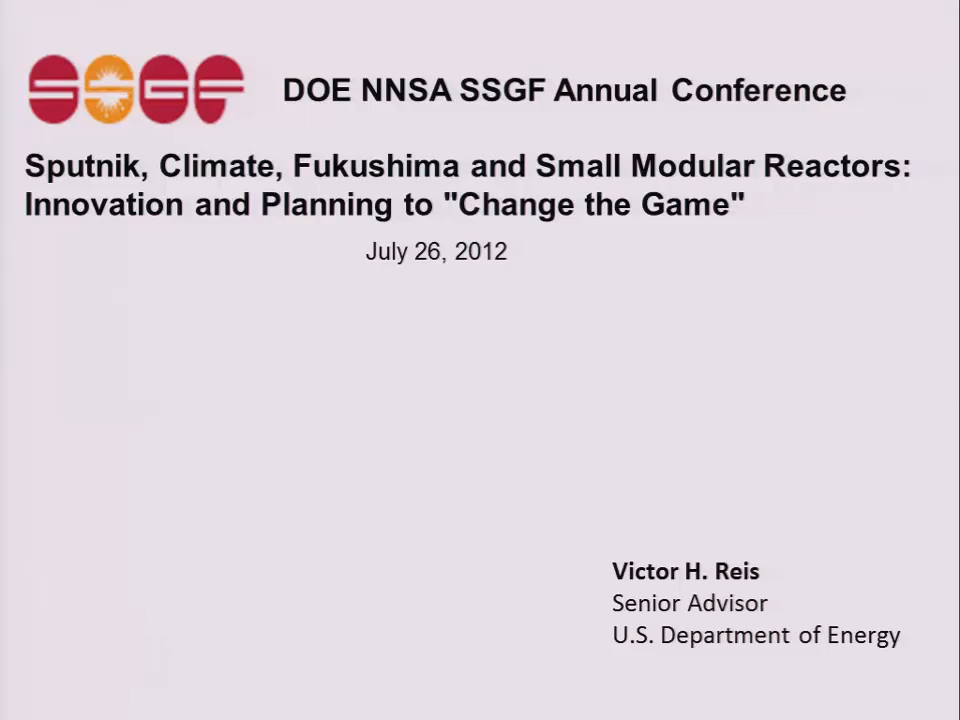 SSGF
DOE NNSA SSGF Annual Conference
Sputnik, Climate, Fukushima and Small Modular Reactors:
Innovation and Planning to "Change the Game"
July 26, 2012
Victor H. Reis
Senior Advisor
U.S. Department of Energy